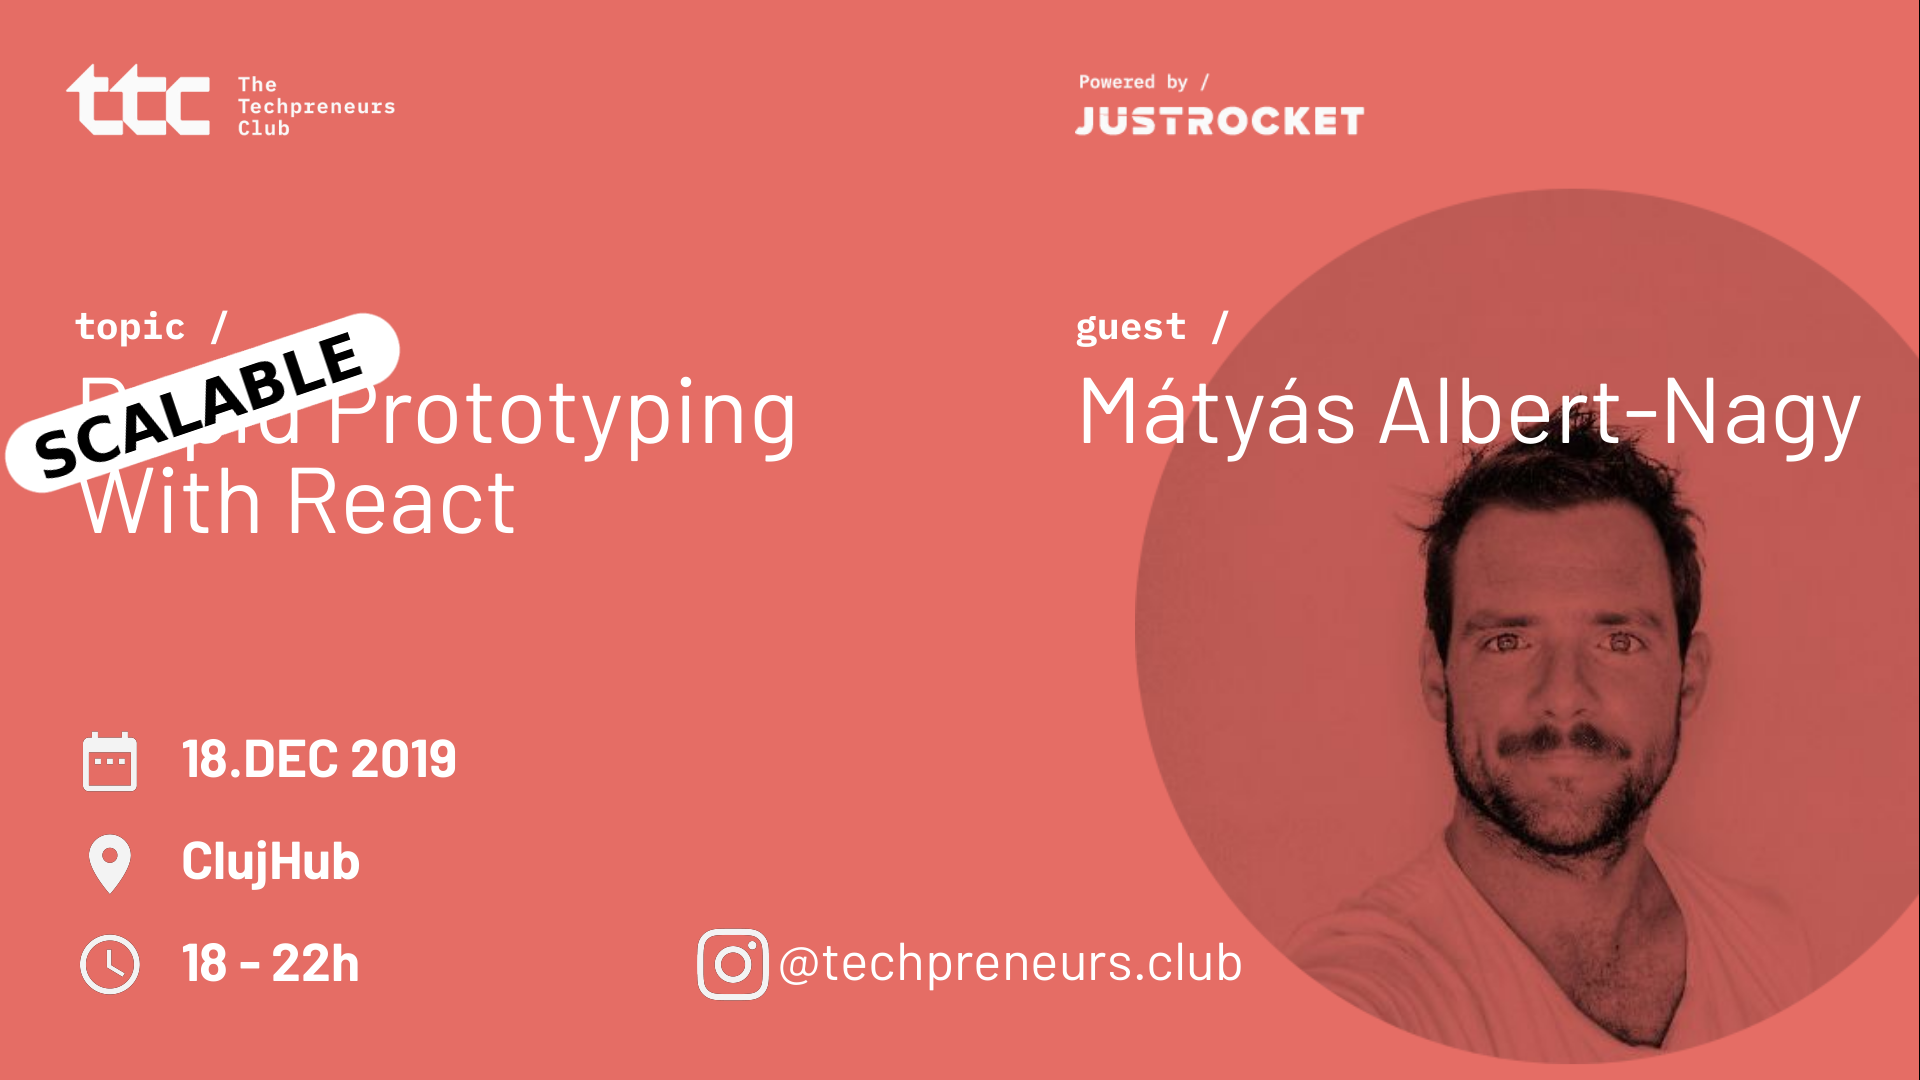 ttc
The
Techpreneurs
Club
Powered by /
JUSTROCKET
topic /
SCALABLE
Prototyping
With React
guest /
Mátyás Albert-Nagy
18.DEC 2019
ClujHub
18 - 22h
@techpreneurs.club